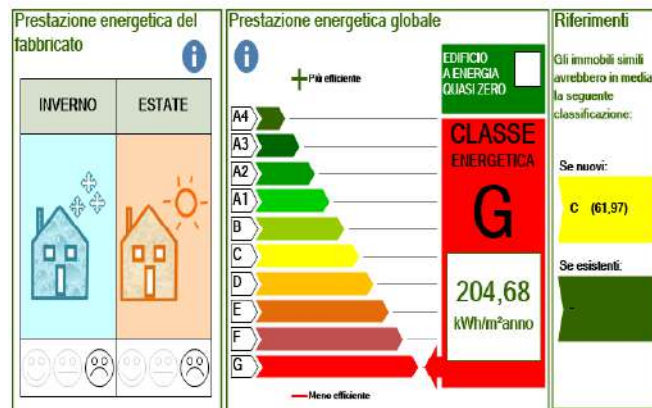 Prestazione energetica del
fabbricato
i
INVERNO
ESTATE
Prestazione energetica globale
i
Più efficiente
A4
A3
A2
A1
B
C
D
E
F
G
Meno efficiente
EDIFICIO
A ENERGIA
QUASI ZERO
CLASSE
ENERGETICA
G
204,68
kWh/m²anno
Riferimenti
Gli immobili simili
avrebbero in media
la seguente
classificazione:
Se nuovi:
C (61,97)
Se esistenti:
-